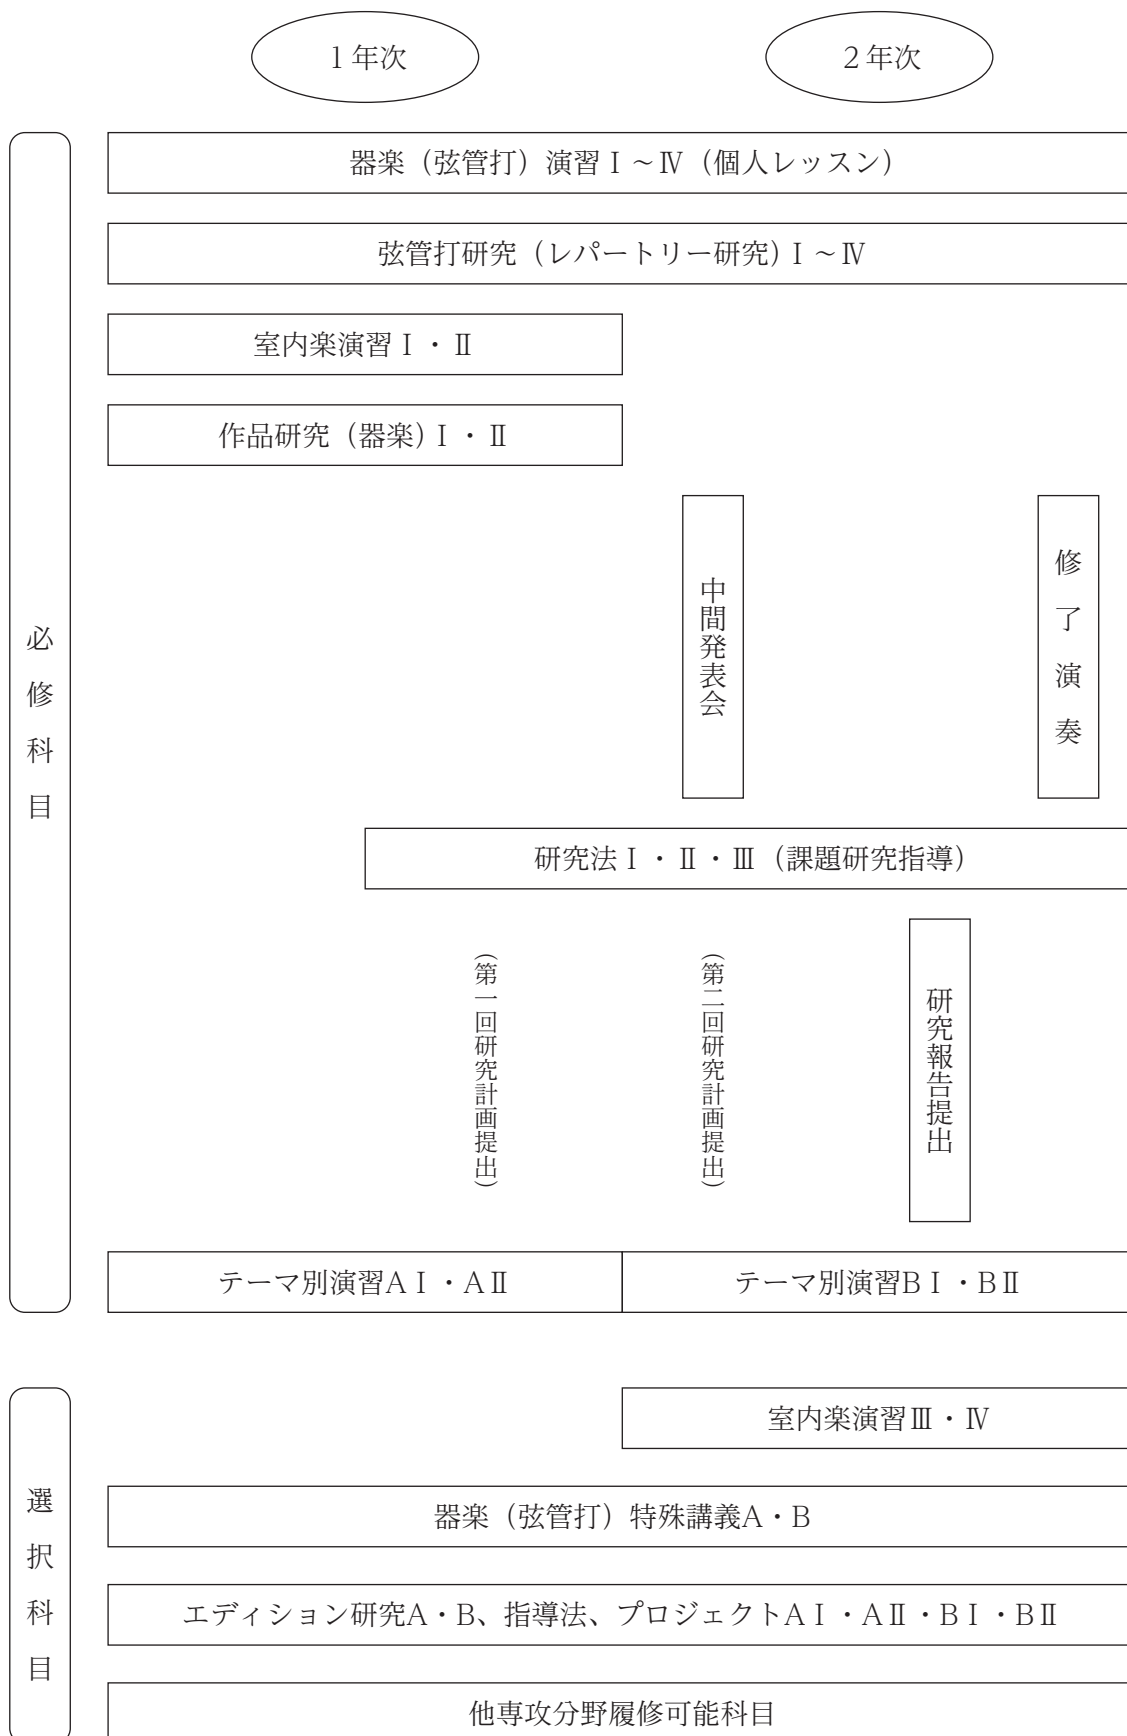 1年次
2年次
必修科目
器楽（弦管打）演習Ⅰ～Ⅳ（個人レッスン）
弦管打研究（レパートリー研究）Ⅰ～Ⅳ
室内楽演習Ⅰ・Ⅱ
作品研究（器楽）Ⅰ・Ⅱ
中間発表会
修了演奏
研究法Ⅰ・Ⅱ・Ⅲ（課題研究指導）
（第一回研究計画提出）
（第二回研究計画提出）
研究報告提出
テーマ別演習AⅠ・AⅡ
テーマ別演習BⅠ・BⅡ
選択科目
室内楽演習Ⅲ・Ⅳ
器楽（弦管打）特殊講義A・B
エディション研究A・B、指導法、プロジェクトAⅠ・AⅡ・BⅠ・BⅡ
他専攻分野履修可能科目